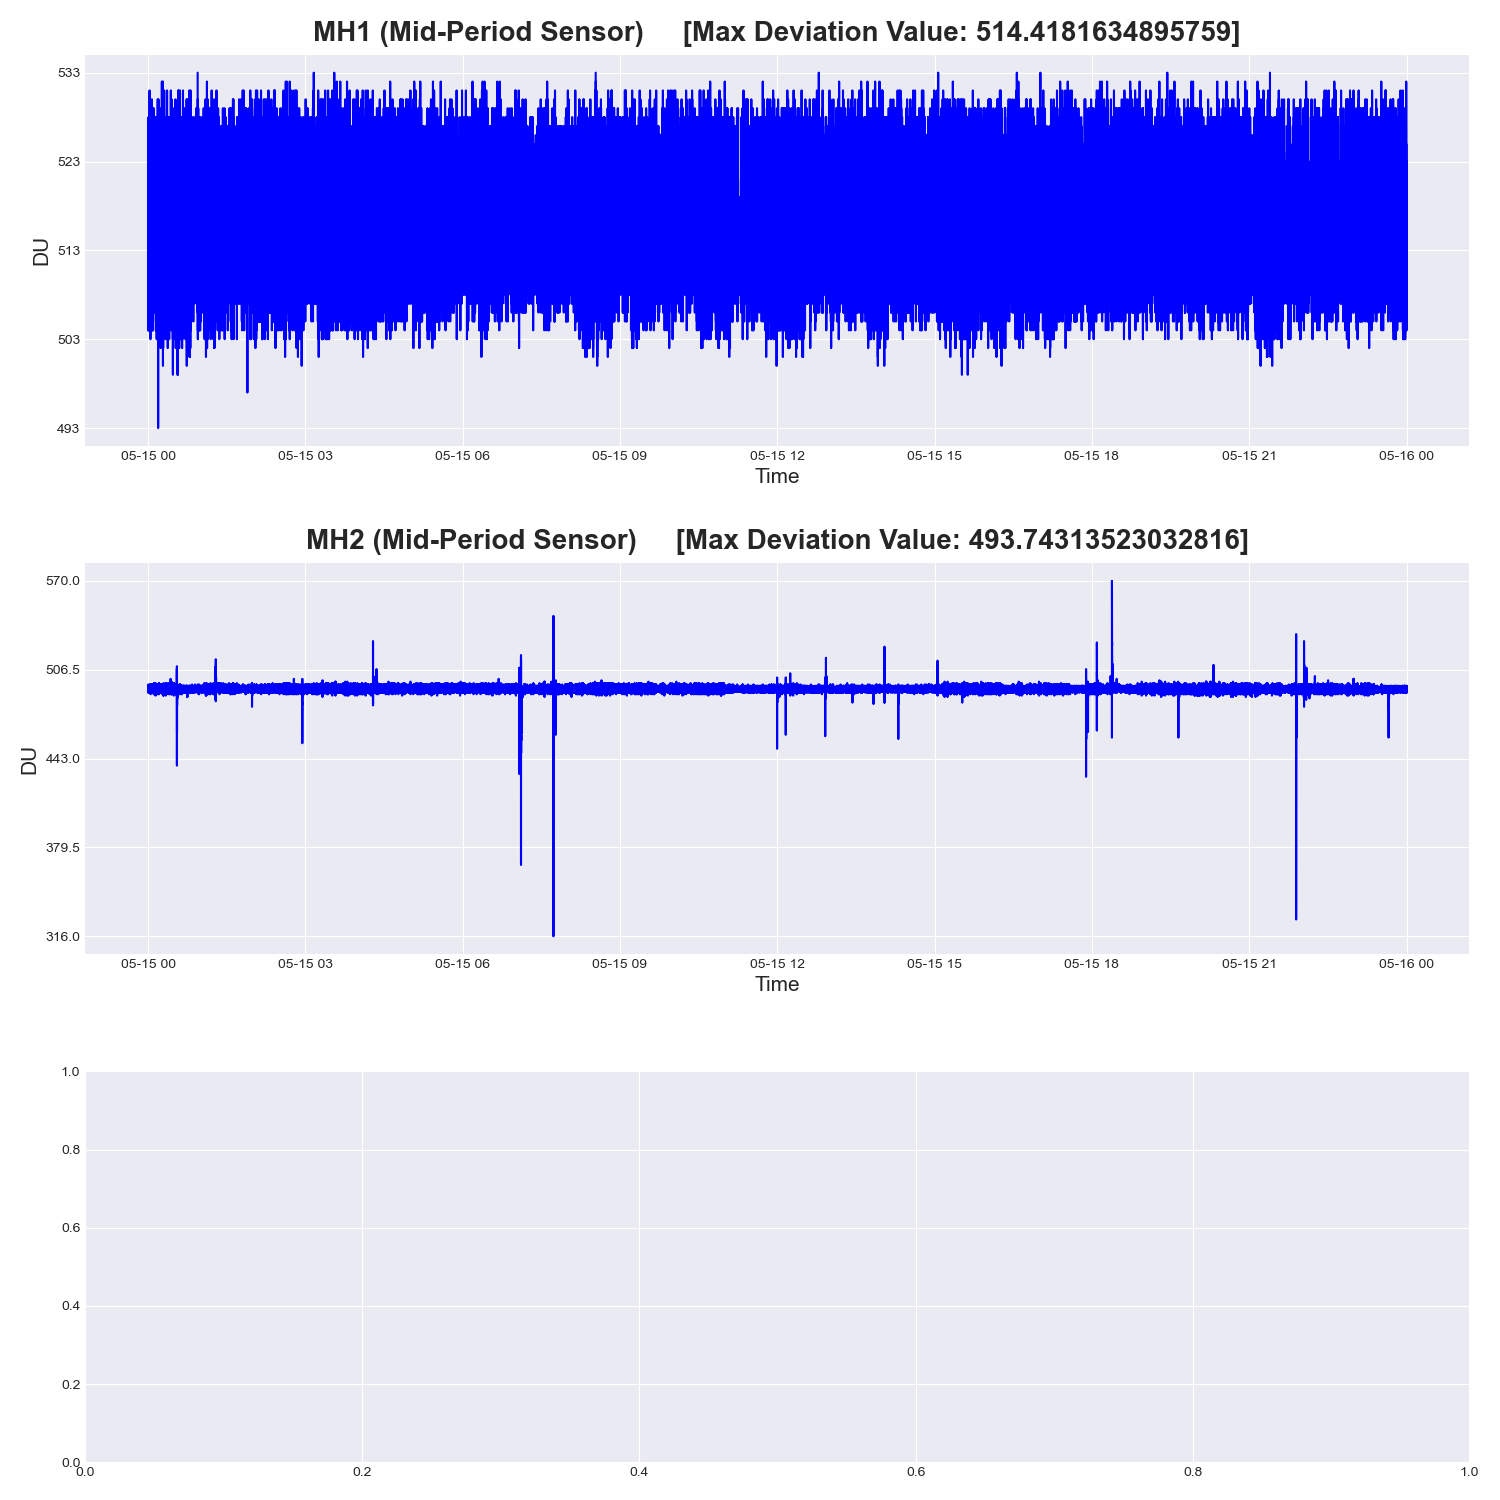 MH1 (Mid-Period Sensor) [Max Deviation Value: 514.4181634895759]
533
523
513
503
493
DU
05-15 00 05-15 03 05-15 06 05-15 09 05-15 12 05-15 15 05-15 18 05-15 21 05-16 00
Time
MH2 (Mid-Period Sensor) [Max Deviation Value: 493.74313523032816]
570.0
506.5
443.0
379.5
316.0
DU
05-15 00 05-15 03 05-15 06 05-15 09 05-15 12 05-15 15 05-15 18 05-15 21 05-16 00
Time
1.0
0.8
0.6
0.4
0.2
0.0
0.0 0.2 0.4 0.6 0.8 1.0